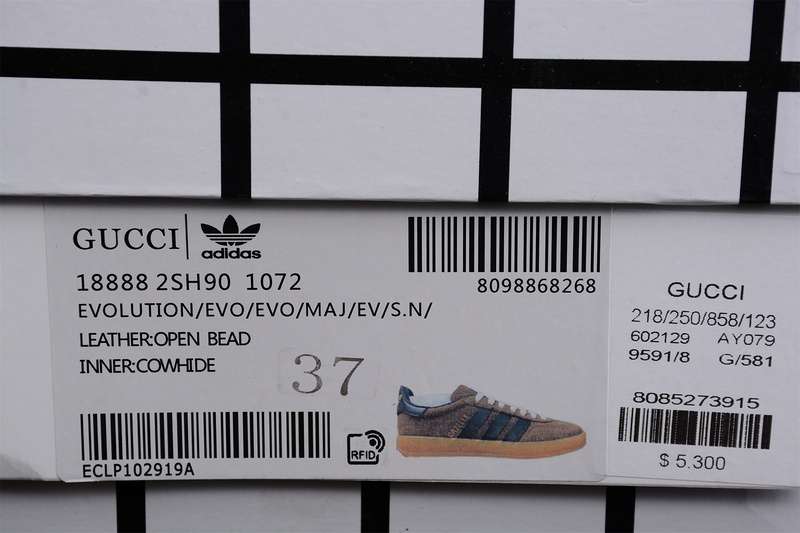 GUCCI adidas
18888 2SH90 1072
8098868268
EVOLUTION/EVO/EVO/MAJ/EV/S.N/
LEATHER:OPEN BEAD
INNER:COWHIDE
37
ECLP102919A
RFID
GUCCI
218/250/858/123
602129 AY079
9591/8 G/581
8085273915
$ 5.300